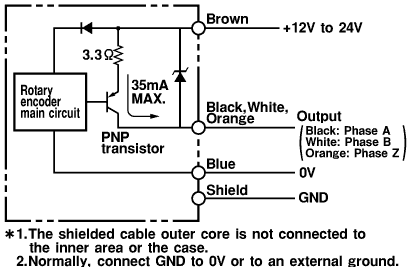 Brown
+12V to 24V
3.3Ω
35mA
MAX.
Rotary
encoder
main circuit
PNP
transistor
Black,White,
Orange
Output
(Black: Phase A
White: Phase B
Orange: Phase Z)
Blue
0V
Shield
GND
*1.The shielded cable outer core is not connected to
the inner area or the case.
2.Normally, connect GND to 0V or to an external ground.